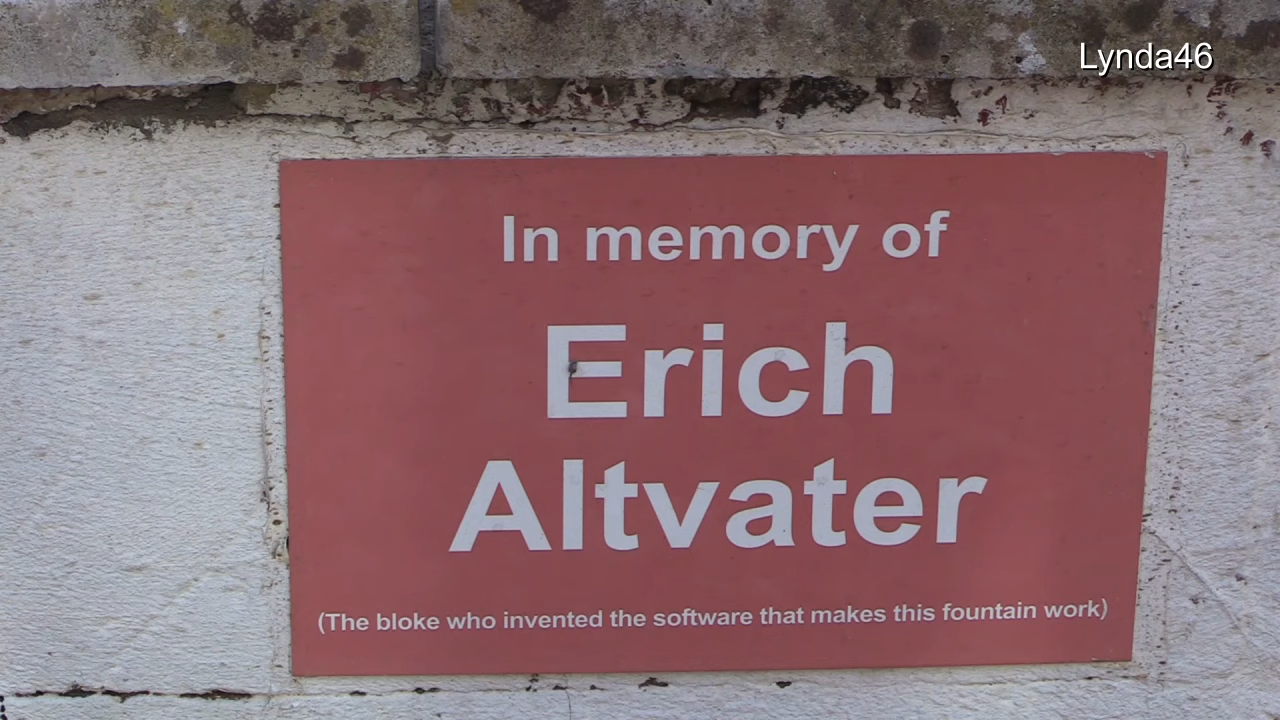 Lynda46
In memory of
Erich
Altvater
(The bloke who invented the software that makes this fountain work)